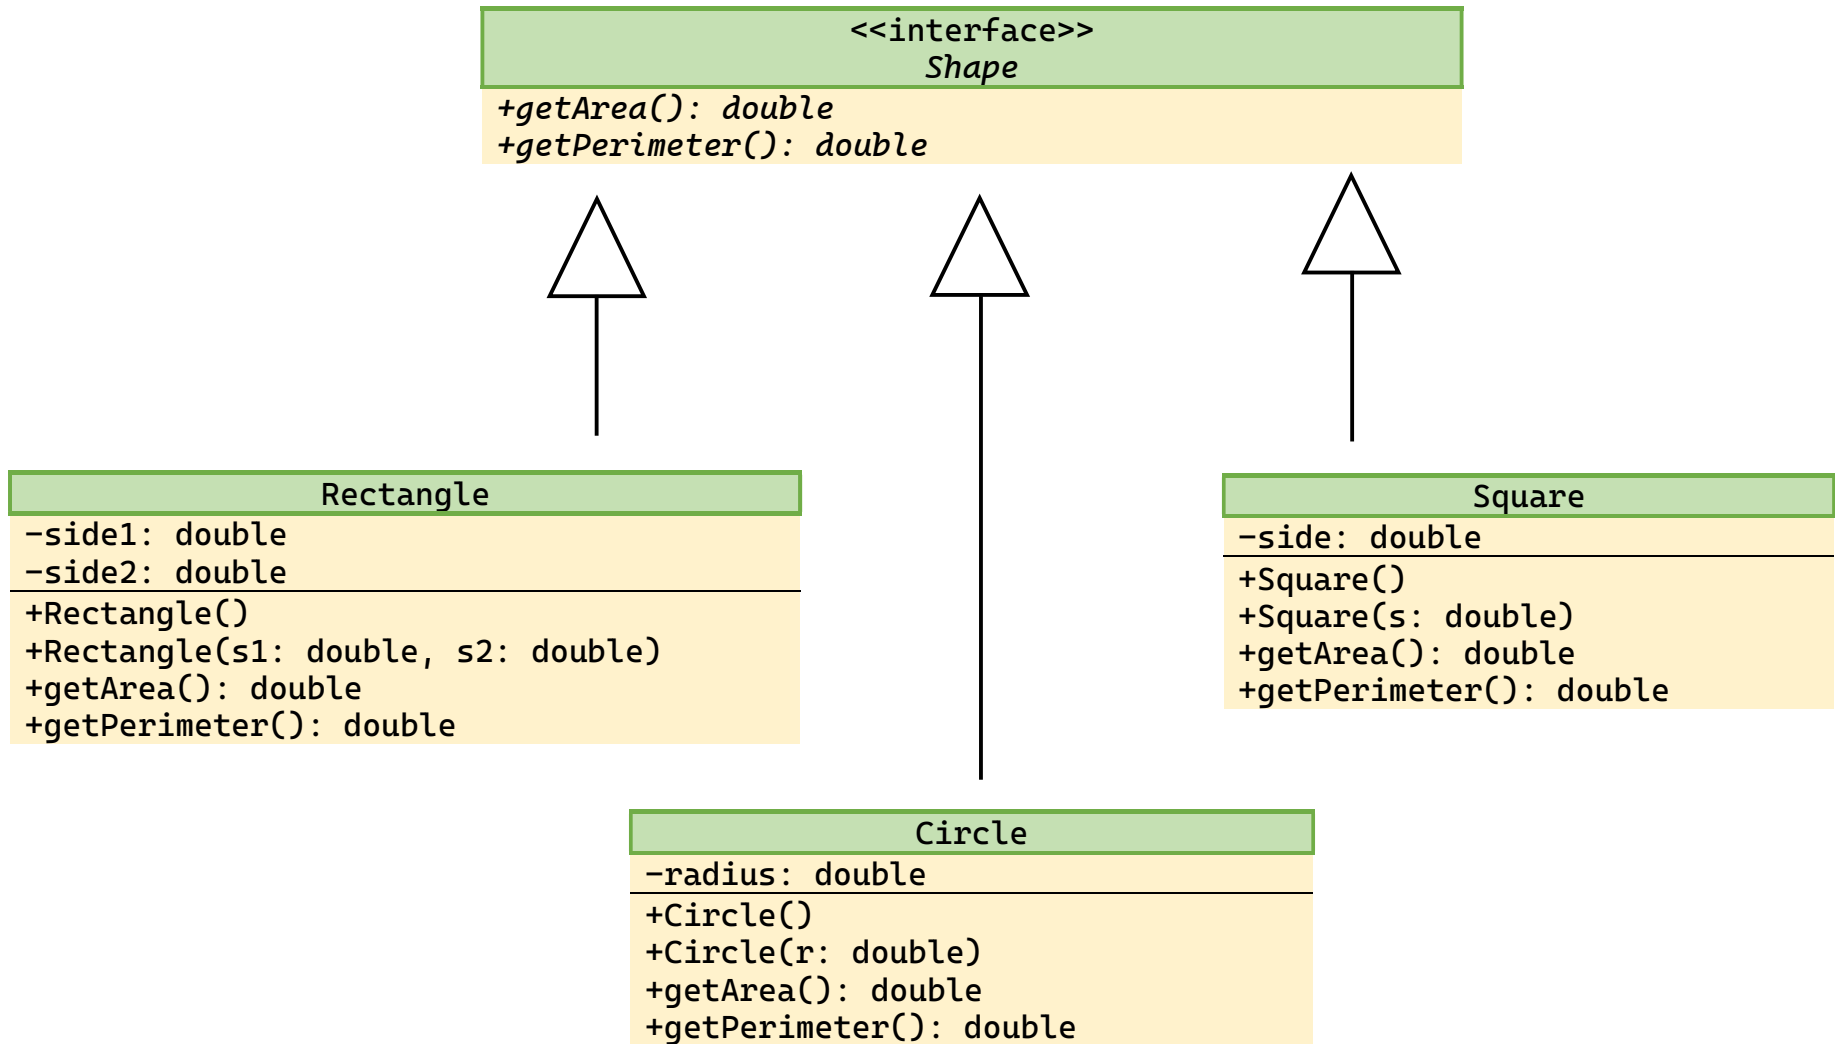 <<interface>>
Shape
+getArea(): double
+getPerimeter(): double
Rectangle
-side1: double
-side2: double
+Rectangle()
+Rectangle(s1: double, s2: double)
+getArea(): double
+getPerimeter(): double
Square
-side: double
+Square()
+Square(s: double)
+getArea(): double
+getPerimeter(): double
Circle
-radius: double
+Circle()
+Circle(r: double)
+getArea(): double
+getPerimeter(): double